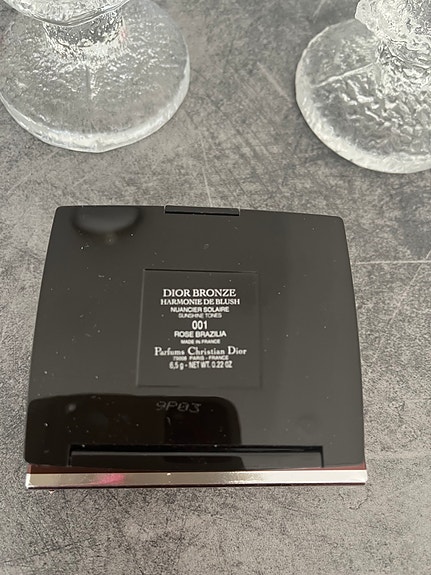 DIOR BRONZE
HARMONIE DE BLUSH
NUANCIER SOLAIRE
SUNSHINE TONES
001
ROSE BRAZILIA
MADE IN FRANCE
Parfums Christian Dior
75008 PARIS - FRANCE
6,5 g - NET WT. 0.22 OZ
9P03